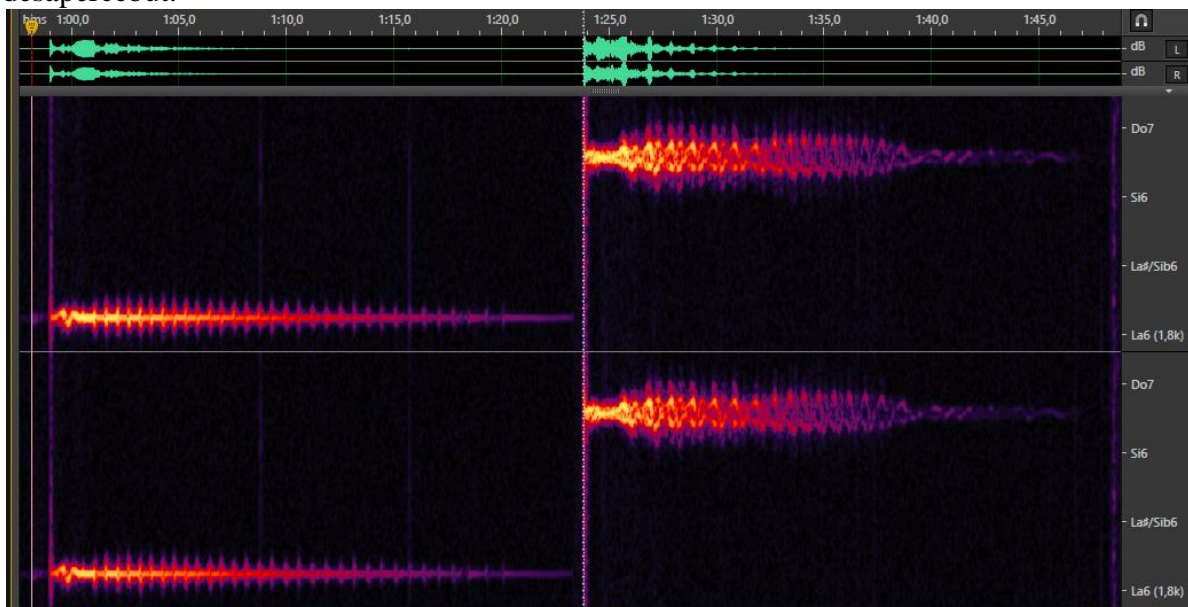 desapercebut.
hms 1:00,0 1:05,0 1:10,0 1:15,0 1:20,0 1:25,0 1:30,0 1:35,0 1:40,0 1:45,0
dB L
dB R
Do7
Si6
La#/Sib6
La6 (1,8k)
Do7
Si6
La#/Sib6
La6 (1,8k)